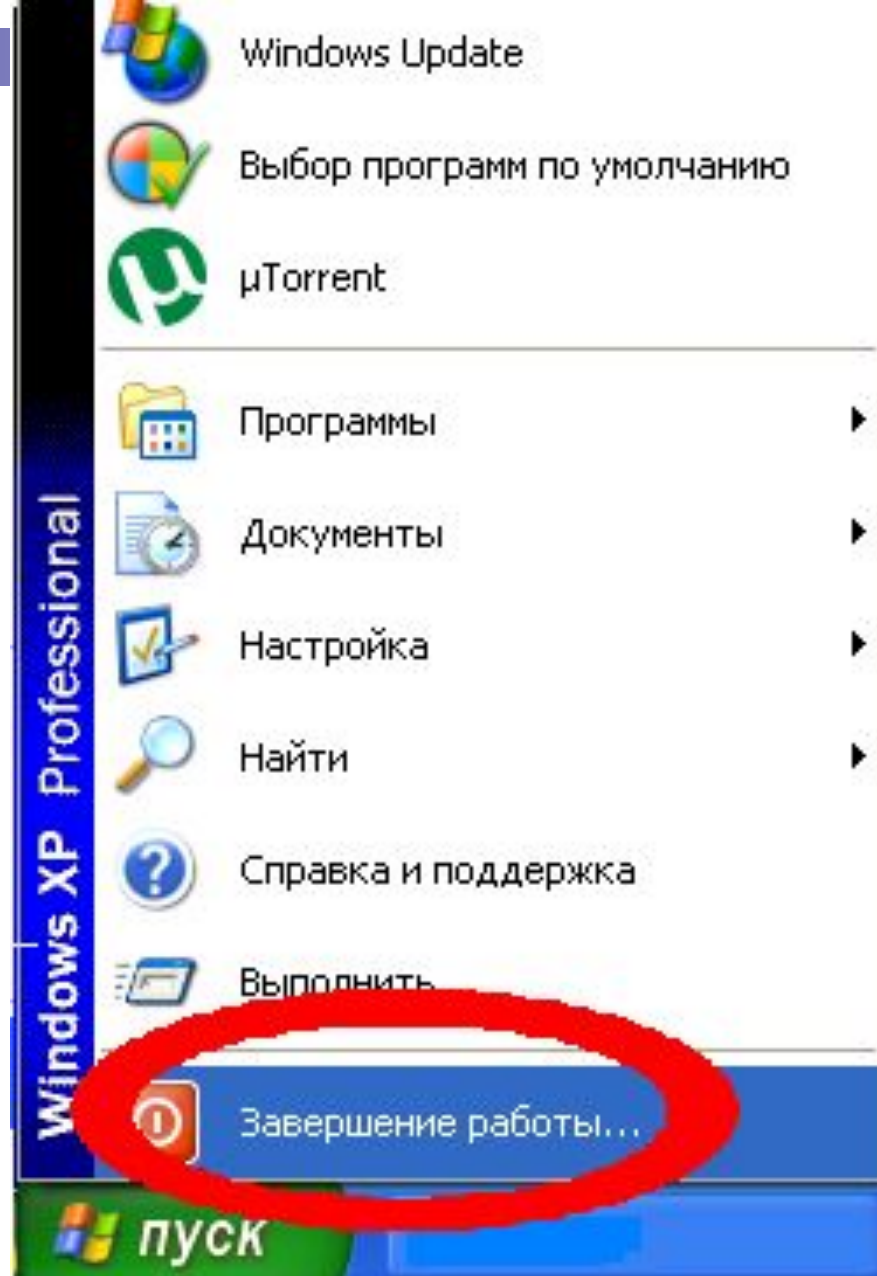 Windows Update
Выбор программ по умолчанию
µTorrent
Программы
Документы
Настройка
Найти
Справка и поддержка
Выполнить...
Завершение работы...
Windows XP Professional
пуск